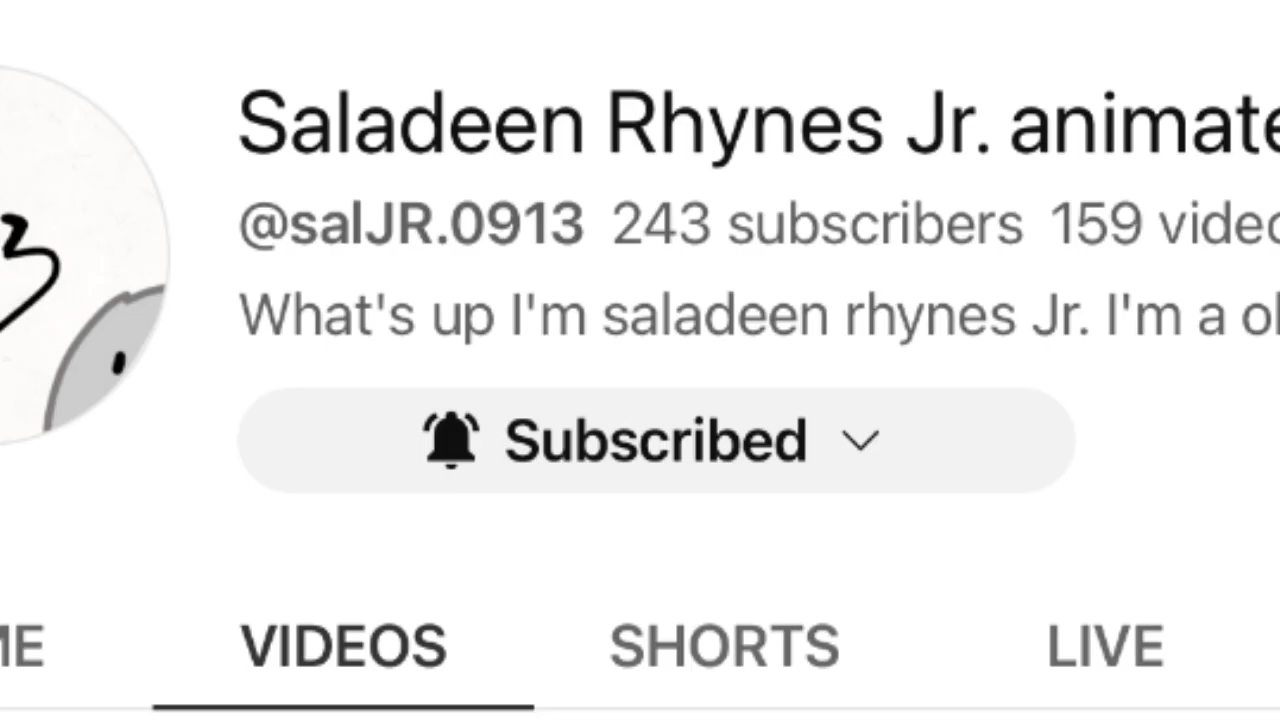 Saladeen Rhynes Jr. animate
@salJR.0913 243 subscribers 159 video
What's up I'm saladeen rhynes Jr. I'm a ol
Subscribed
ME VIDEOS SHORTS LIVE